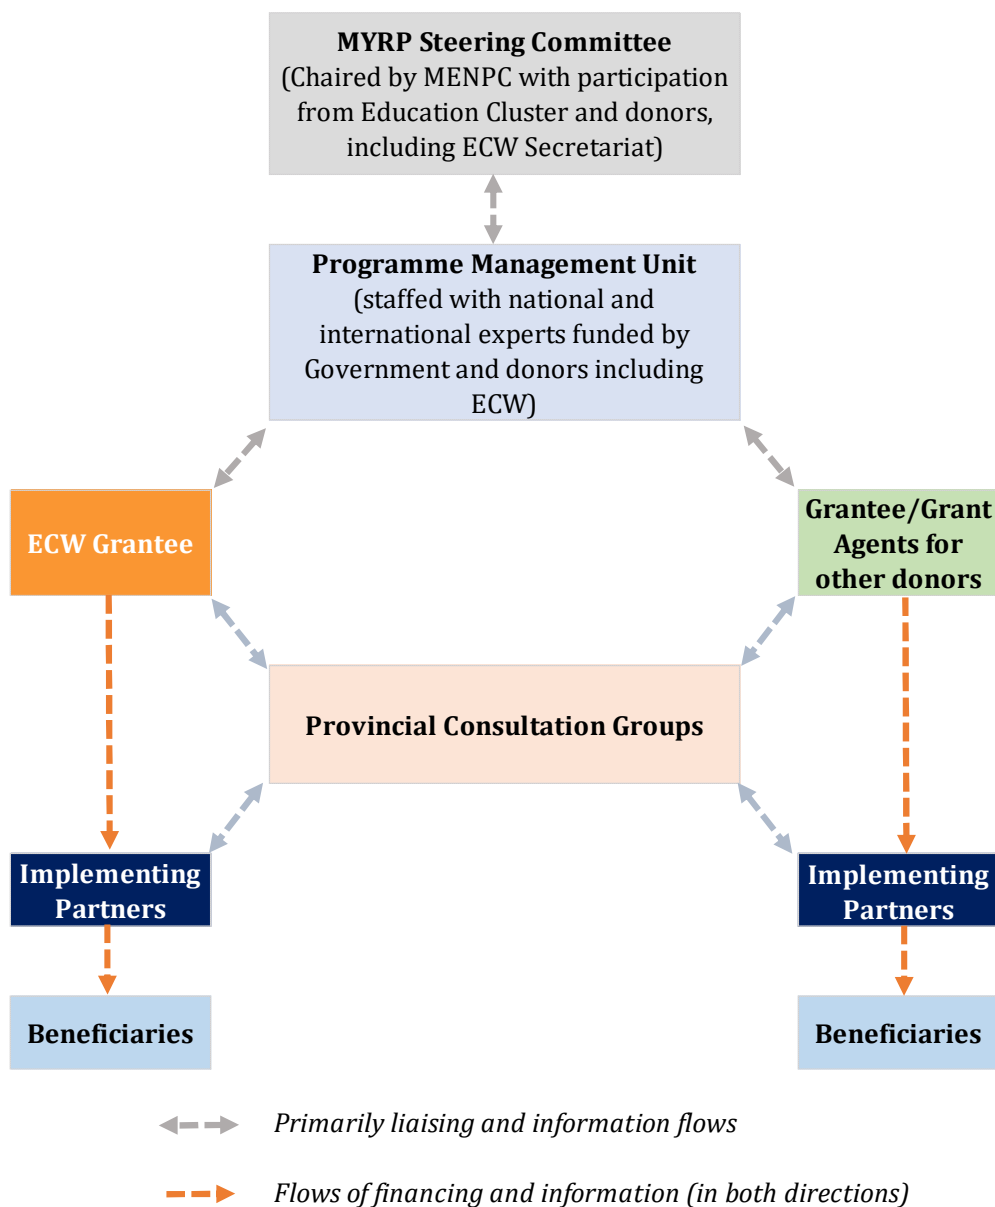 MYRP Steering Committee
(Chaired by MENPC with participation
from Education Cluster and donors,
including ECW Secretariat)
Programme Management Unit
(staffed with national and
international experts funded by
Government and donors including
ECW)
ECW Grantee
Grantee/Grant
Agents for
other donors
Provincial Consultation Groups
Implementing
Partners
Implementing
Partners
Beneficiaries
Beneficiaries
Primarily liaising and information flows
Flows of financing and information (in both directions)